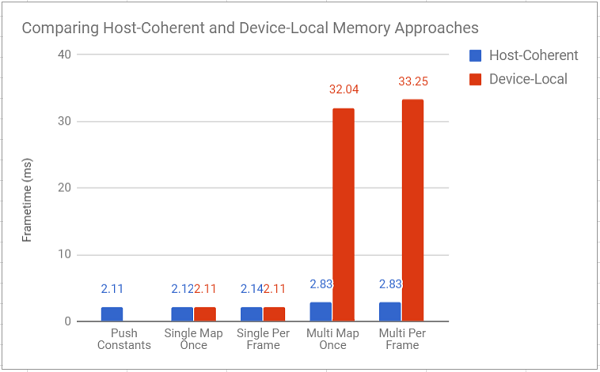 Comparing Host-Coherent and Device-Local Memory Approaches
Host-Coherent
Device-Local
Frametime (ms)
40
30
20
10
0
2.11
2.12 2.11
2.14 2.11
2.83 32.04
2.83 33.25
Push
Constants
Single Map
Once
Single Per
Frame
Multi Map
Once
Multi Per
Frame